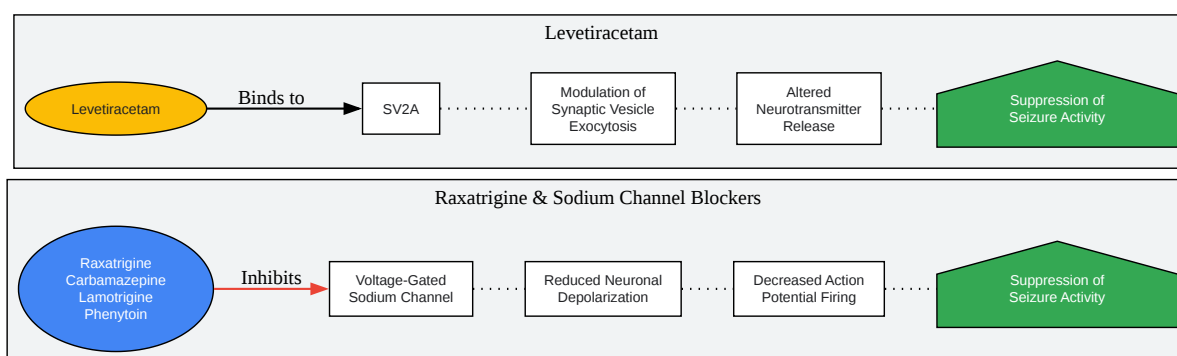 Levetiracetam
Levetiracetam
Binds to
SV2A
Modulation of
Synaptic Vesicle
Exocytosis
Altered
Neurotransmitter
Release
Suppression of
Seizure Activity
Raxatrigine & Sodium Channel Blockers
Raxatrigine
Carbamazepine
Lamotrigine
Phenytoin
Inhibits
Voltage-Gated
Sodium Channel
Reduced Neuronal
Depolarization
Decreased Action
Potential Firing
Suppression of
Seizure Activity